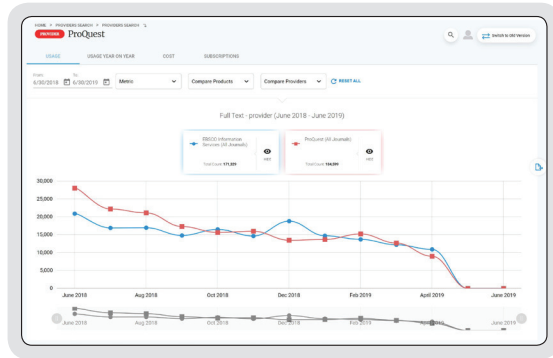 HOME > PROVIDERS SEARCH > PROVIDERS SEARCH
PROVIDER ProQuest
Switch to Old Version
USAGE USAGE YEAR ON YEAR COST SUBSCRIPTIONS
From To
6/30/2018 6/30/2019 Metric Compare Products Compare Providers RESET ALL
Full Text - provider (June 2018 - June 2019)
EBSCO Information Services (All Journals)
Total Count
HIDE
ProQuest (All Journals)
Total Count
HIDE
30,000
25,000
20,000
15,000
10,000
5,000
0
June 2018 Aug 2018 Oct 2018 Dec 2018 Feb 2019 April 2019 June 2019
June 2018 Aug 2018 Oct 2018 Dec 2018 Feb 2019 April 2019 June 2019